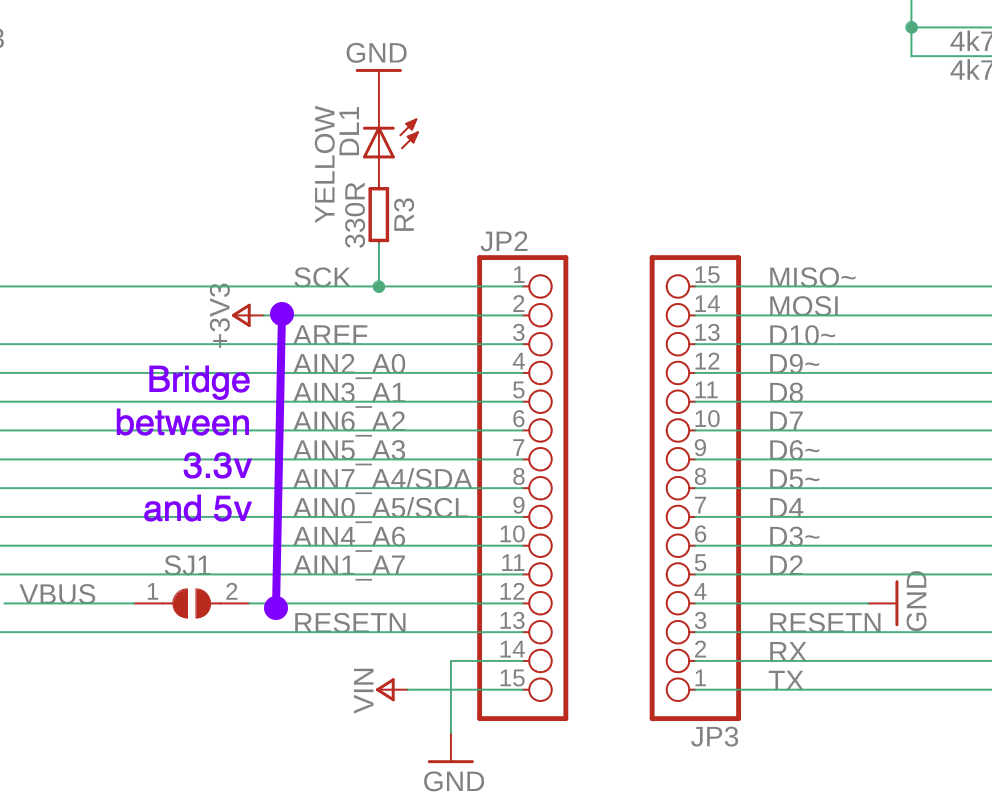 3
4k7
4k7
GND
YELLOW
DL1
330R
R3
JP2
SCK
1
+3V3
2
AREF
3
AIN2_A0
4
AIN3_A1
5
AIN6_A2
6
AIN5_A3
7
AIN7_A4/SDA
8
AIN0_A5/SCL
9
AIN4_A6
10
AIN1_A7
11
Bridge
between
3.3v
and 5v
SJ1
VBUS
1
2
12
RESETN
13
14
VIN
15
GND
15 MISO~
14 MOSI
13 D10~
12 D9~
11 D8
10 D7
9 D6~
8 D5~
7 D4
6 D3~
5 D2
4
GND
3 RESETN
2 RX
1 TX
JP3